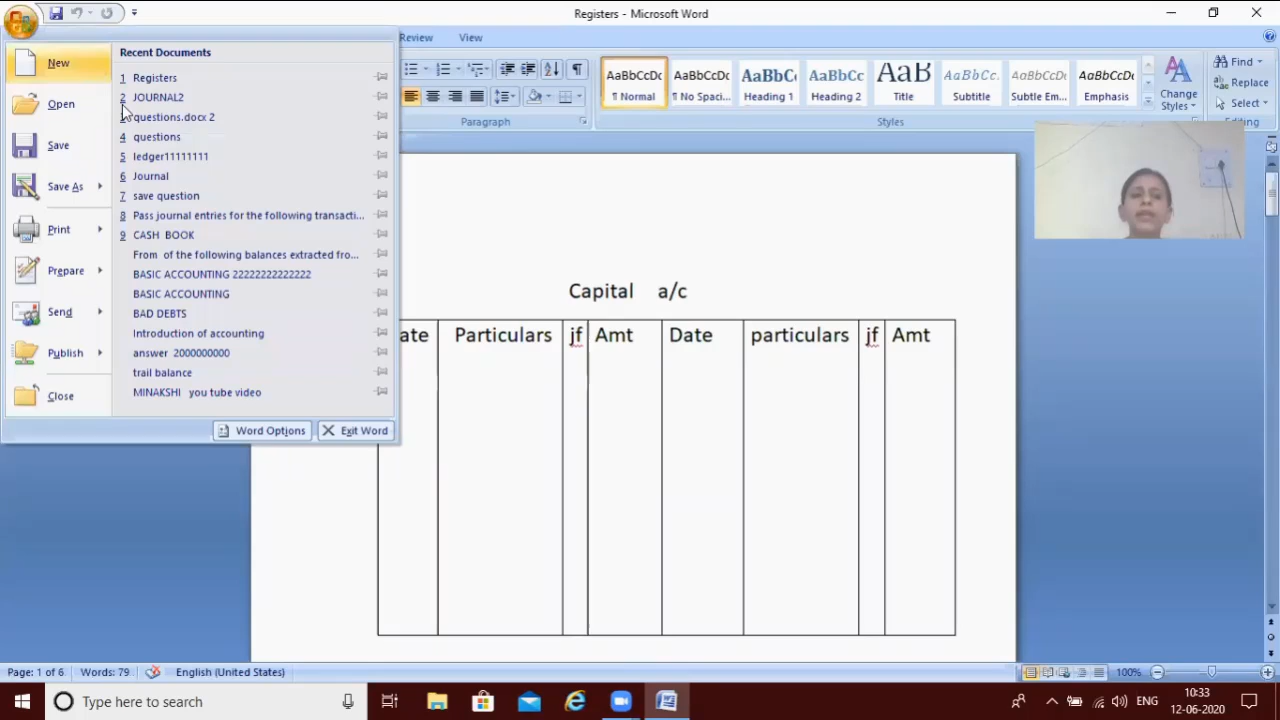 Registers - Microsoft Word
Review View
New
Open
Save
Save As
Print
Prepare
Send
Publish
Close
Recent Documents
1 Registers
2 JOURNAL2
questions.docx 2
4 questions
5 ledger11111111
6 Journal
7 save question
8 Pass journal entries for the following transacti...
9 CASH BOOK
From of the following balances extracted fro...
BASIC ACCOUNTING 22222222222222
BASIC ACCOUNTING
BAD DEBTS
Introduction of accounting
answer 2000000000
trail balance
MINAKSHI you tube video
Word Options Exit Word
AaBbCcDc AaBbCcDc AaBbC AaBbCc AaB AaBbCc. AaBbCcDc AaBbCcDc
¶ Normal ¶ No Spaci... Heading 1 Heading 2 Title Subtitle Subtle Em... Emphasis
Change
Styles
Find
Replace
Select
Paragraph Styles Editing
Capital a/c
ate Particulars jf Amt Date particulars jf Amt
Page: 1 of 6 Words: 79 English (United States) 100%
Type here to search
ENG
10:33
12-06-2020